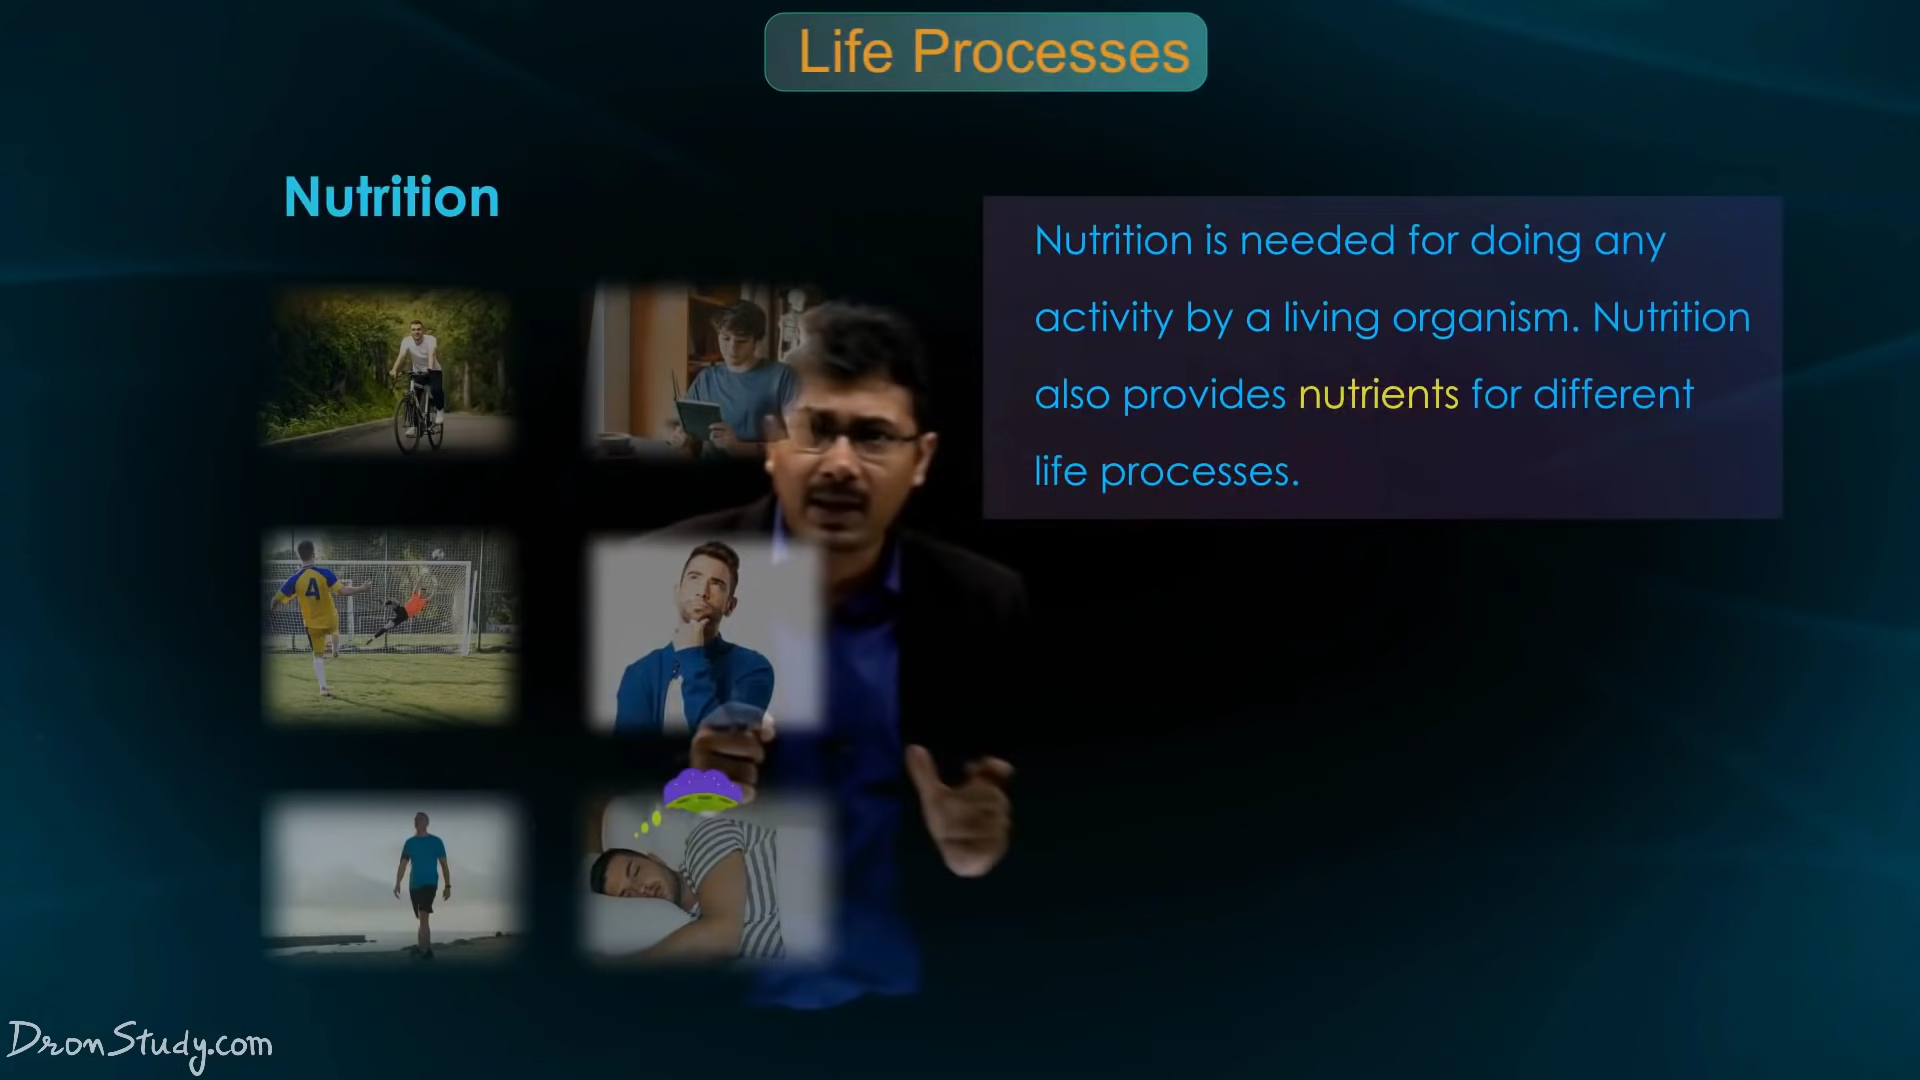 Life Processes
Nutrition
Nutrition is needed for doing any
activity by a living organism. Nutrition
also provides nutrients for different
life processes.
4
DronStudy.com